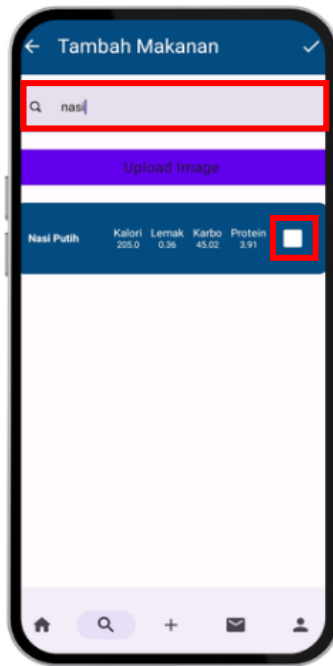 Tambah Makanan
nasi
Upload Image
Nasi Putih Kalori Lemak Karbo Protein
205.0 0.36 45.02 3.91